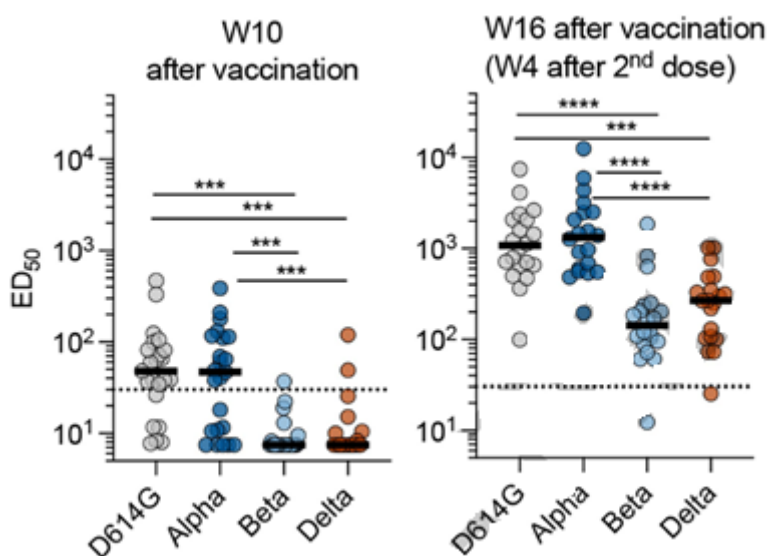 W10
after vaccination
ED50
10⁴
10³
10²
10¹
***
***
***
***
D614G
Alpha
Beta
Delta
W16 after vaccination
(W4 after 2nd dose)
10⁴
10³
10²
10¹
****
***
****
****
D614G
Alpha
Beta
Delta